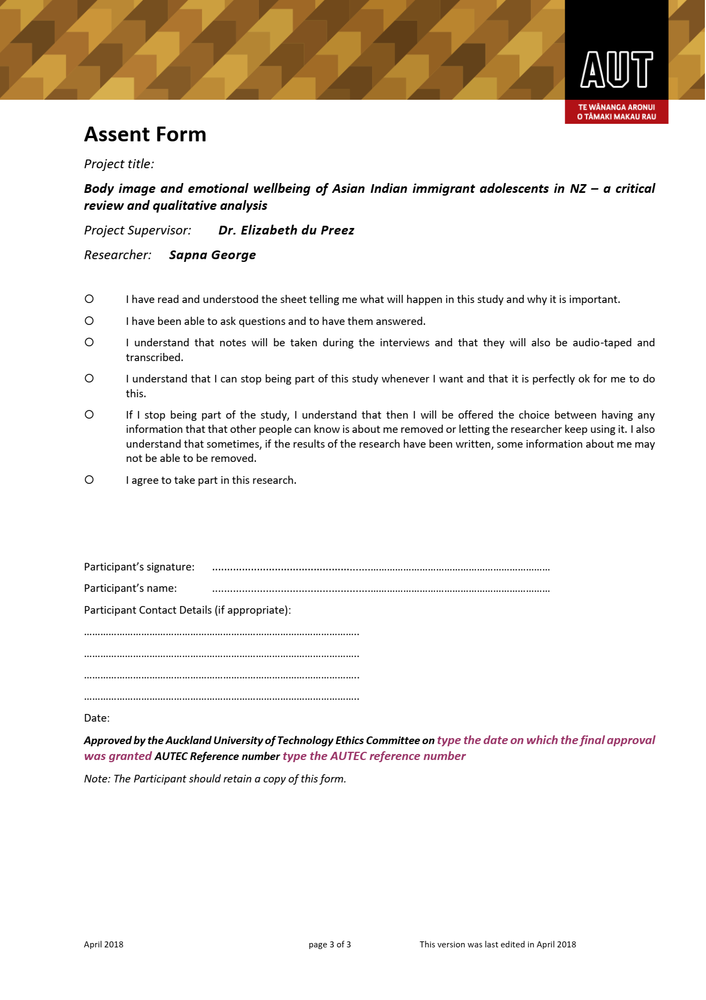 AUT
TE WĀNANGA ARONUI
O TĀMAKI MAKAU RAU
Assent Form
Project title:
Body image and emotional wellbeing of Asian Indian immigrant adolescents in NZ – a critical
review and qualitative analysis
Project Supervisor: Dr. Elizabeth du Preez
Researcher: Sapna George
I have read and understood the sheet telling me what will happen in this study and why it is important.
I have been able to ask questions and to have them answered.
I understand that notes will be taken during the interviews and that they will also be audio-taped and
transcribed.
I understand that I can stop being part of this study whenever I want and that it is perfectly ok for me to do
this.
If I stop being part of the study, I understand that then I will be offered the choice between having any
information that that other people can know is about me removed or letting the researcher keep using it. I also
understand that sometimes, if the results of the research have been written, some information about me may
not be able to be removed.
I agree to take part in this research.
Participant’s signature: .....................................................………………………………………………………
Participant’s name: .....................................................………………………………………………………
Participant Contact Details (if appropriate):
………………………………………………………………………………………..
………………………………………………………………………………………..
………………………………………………………………………………………..
………………………………………………………………………………………..
Date:
Approved by the Auckland University of Technology Ethics Committee on type the date on which the final approval
was granted AUTEC Reference number type the AUTEC reference number
Note: The Participant should retain a copy of this form.
April 2018 page 3 of 3 This version was last edited in April 2018